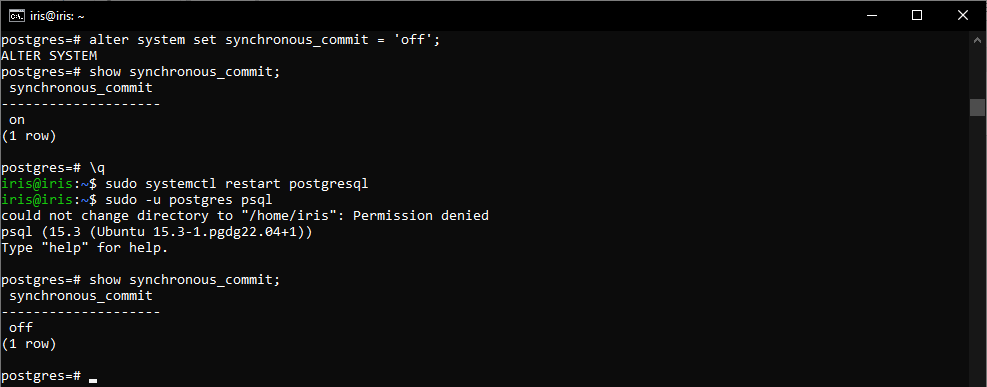 iris@iris: ~
postgres=# alter system set synchronous_commit = 'off';
ALTER SYSTEM
postgres=# show synchronous_commit;
 synchronous_commit
--------------------
 on
(1 row)

postgres=# \q
iris@iris:~$ sudo systemctl restart postgresql
iris@iris:~$ sudo -u postgres psql
could not change directory to "/home/iris": Permission denied
psql (15.3 (Ubuntu 15.3-1.pgdg22.04+1))
Type "help" for help.

postgres=# show synchronous_commit;
 synchronous_commit
--------------------
 off
(1 row)

postgres=#